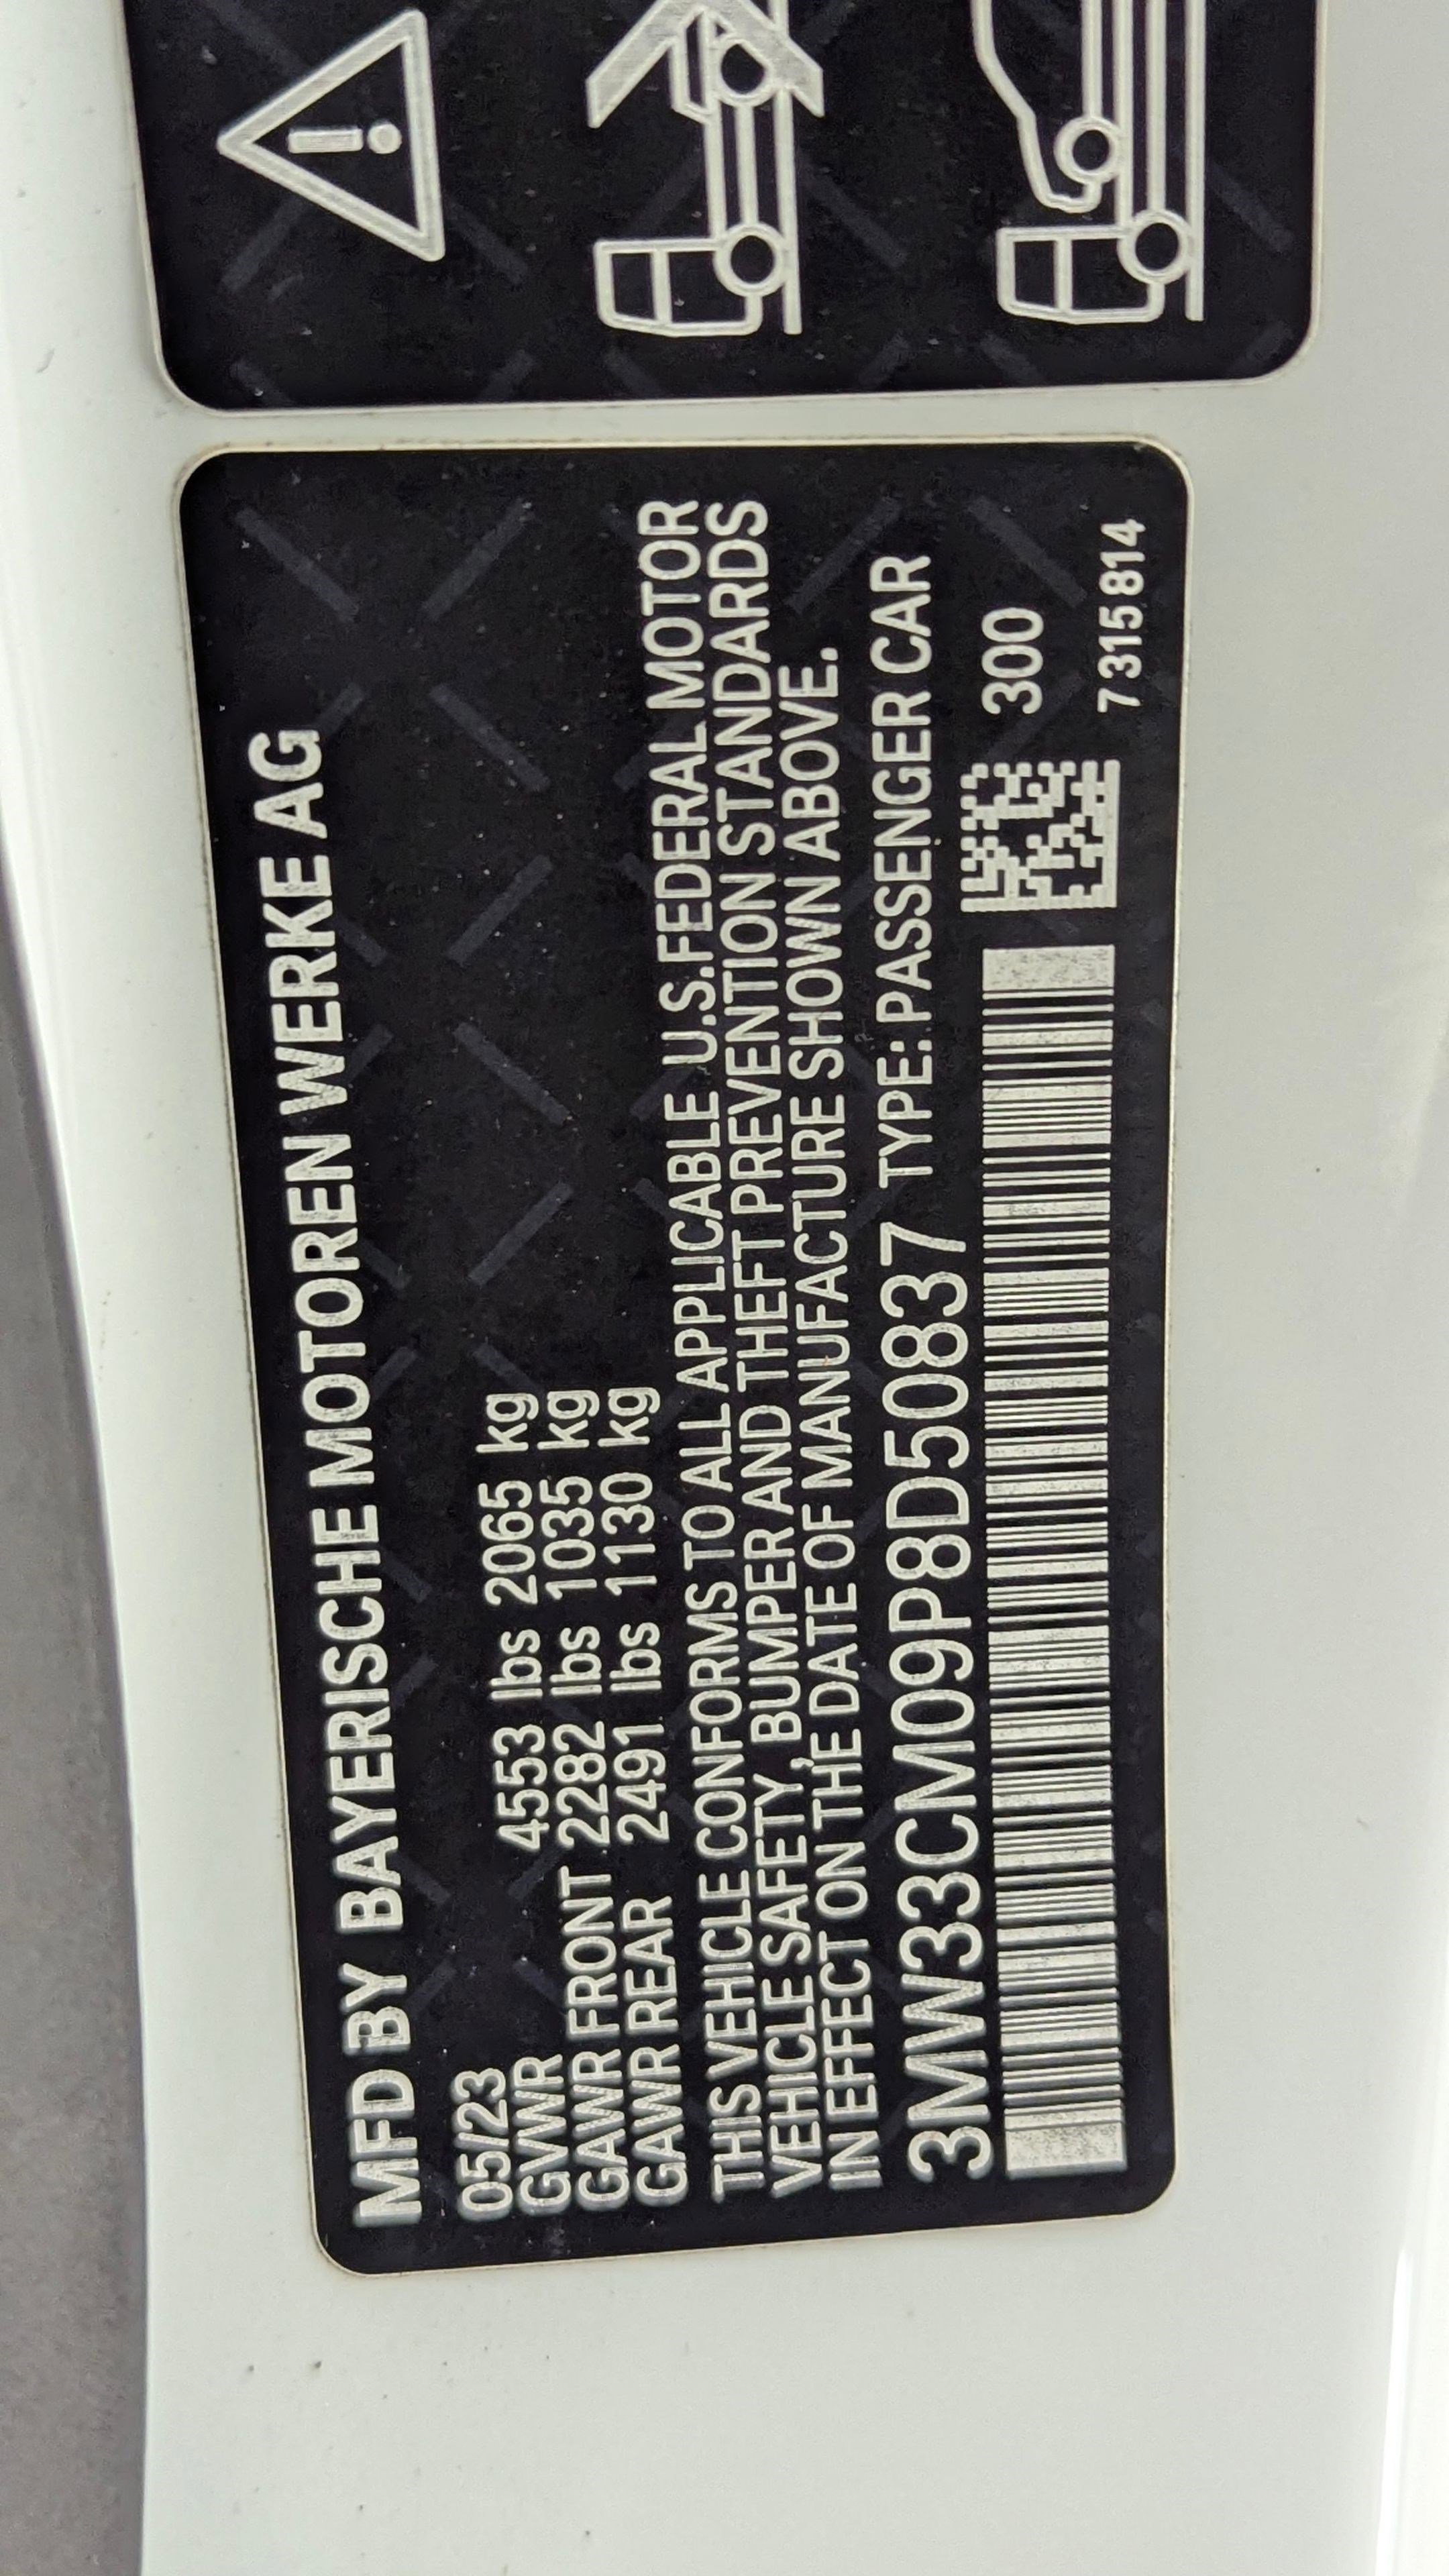 MFD BY BAYERISCHE MOTOREN WERKE AG
05/23
GVWR 4553 lbs 2065 kg
GAWR FRONT 2282 lbs 1035 kg
GAWR REAR 2491 lbs 1130 kg
THIS VEHICLE CONFORMS TO ALL APPLICABLE U.S.FEDERAL MOTOR
VEHICLE SAFETY, BUMPER AND THEFT PREVENTION STANDARDS
IN EFFECT ON THE DATE OF MANUFACTURE SHOWN ABOVE.
3MW33CM09P8D50837 TYPE: PASSENGER CAR
300
7315814